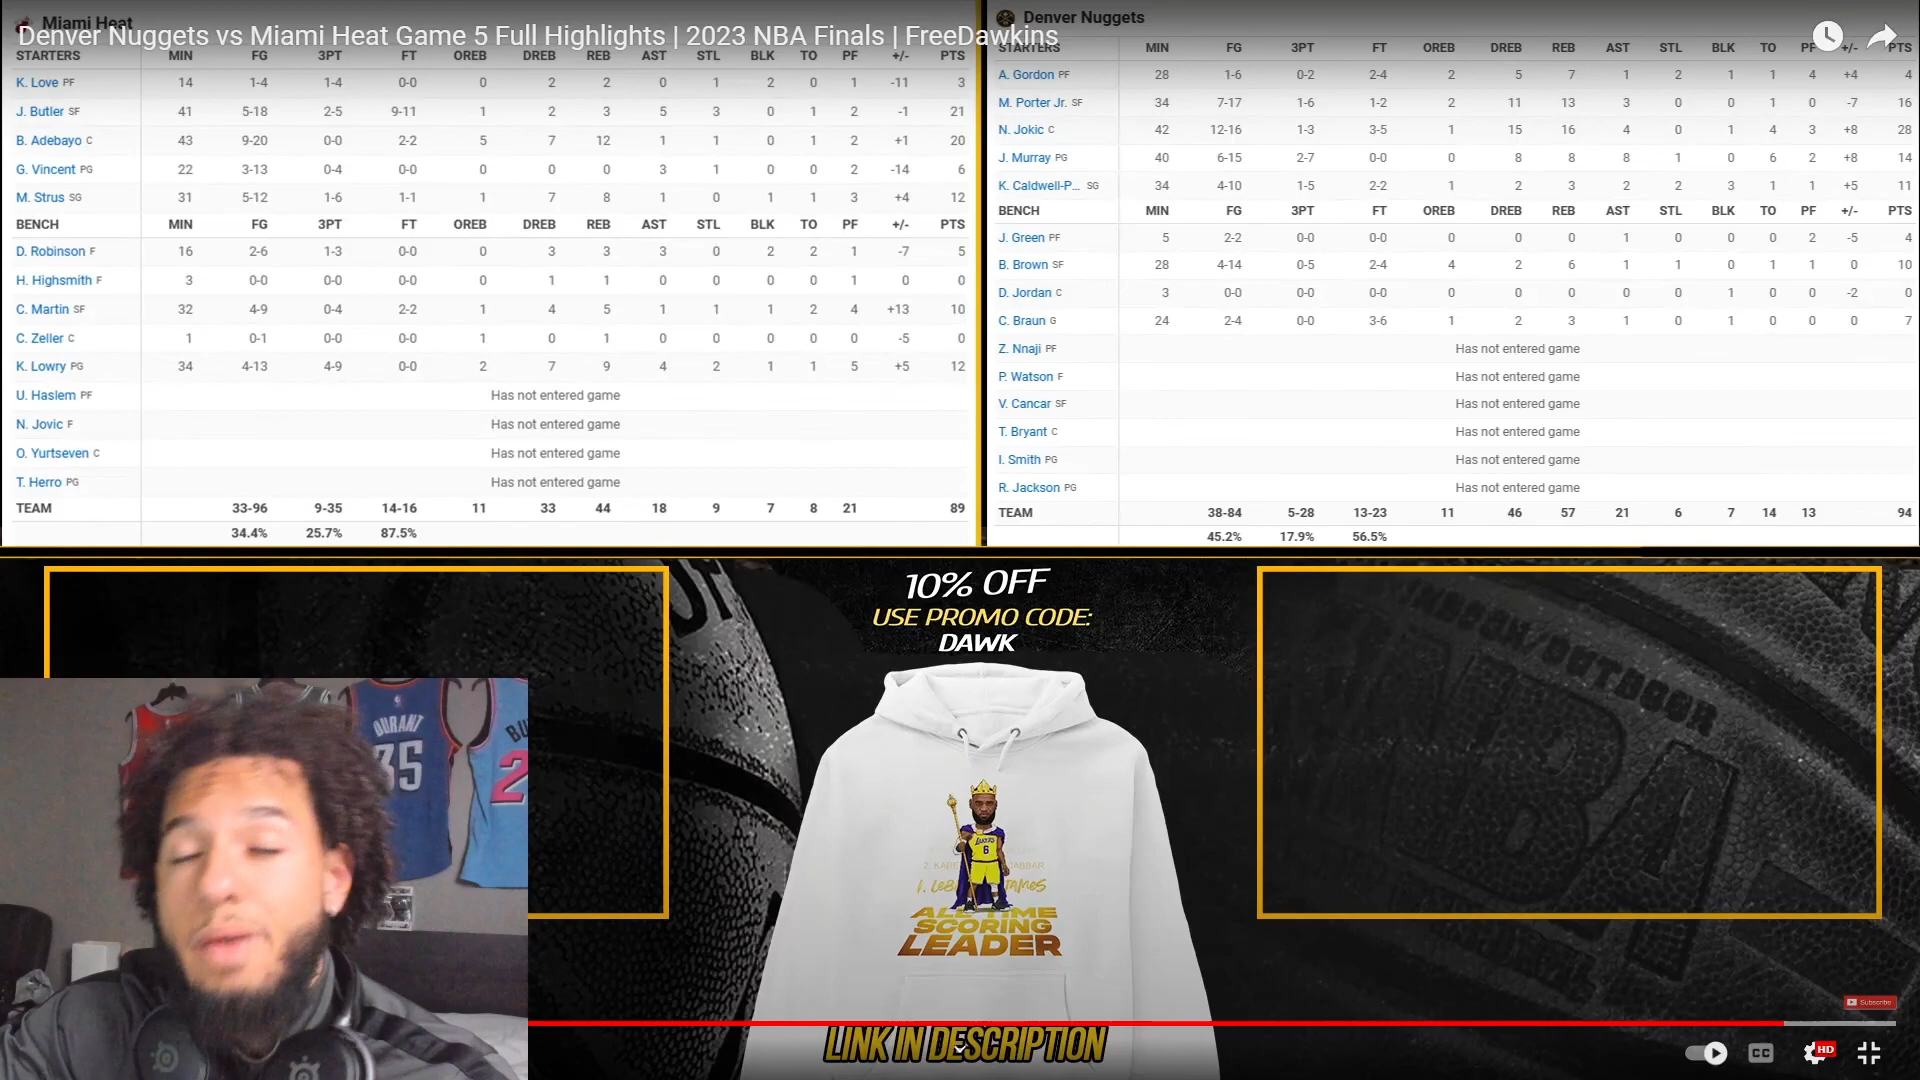 Miami Heat
Denver Nuggets
Denver Nuggets vs Miami Heat Game 5 Full Highlights | 2023 NBA Finals | FreeDawkins
STARTERS MIN FG 3PT FT OREB DREB REB AST STL BLK TO PF +/- PTS
K. Love PF 14 1-4 1-4 0-0 0 2 2 0 1 2 0 1 -11 3
J. Butler SF 41 5-18 2-5 9-11 1 2 3 5 3 0 1 2 -1 21
B. Adebayo C 43 9-20 0-0 2-2 5 7 12 1 1 0 1 2 +1 20
G. Vincent PG 22 3-13 0-4 0-0 0 0 0 3 1 0 0 2 -14 6
M. Strus SG 31 5-12 1-6 1-1 1 7 8 1 0 1 1 3 +4 12
BENCH MIN FG 3PT FT OREB DREB REB AST STL BLK TO PF +/- PTS
D. Robinson F 16 2-6 1-3 0-0 0 3 3 3 0 2 2 1 -7 5
H. Highsmith F 3 0-0 0-0 0-0 0 1 1 0 0 0 0 1 0 0
C. Martin SF 32 4-9 0-4 2-2 1 4 5 1 1 1 2 4 +13 10
C. Zeller C 1 0-1 0-0 0-0 1 0 1 0 0 0 0 0 -5 0
K. Lowry PG 34 4-13 4-9 0-0 2 7 9 4 2 1 1 5 +5 12
U. Haslem PF Has not entered game
N. Jovic F Has not entered game
O. Yurtseven C Has not entered game
T. Herro PG Has not entered game
TEAM 33-96 9-35 14-16 11 33 44 18 9 7 8 21 89
34.4% 25.7% 87.5%
STARTERS MIN FG 3PT FT OREB DREB REB AST STL BLK TO PF +/- PTS
A. Gordon PF 28 1-6 0-2 2-4 2 5 7 1 2 1 1 4 +4 4
M. Porter Jr. SF 34 7-17 1-6 1-2 2 11 13 3 0 0 1 0 -7 16
N. Jokic C 42 12-16 1-3 3-5 1 15 16 4 0 1 4 3 +8 28
J. Murray PG 40 6-15 2-7 0-0 0 8 8 8 1 0 6 2 +8 14
K. Caldwell-P... SG 34 4-10 1-5 2-2 1 2 3 2 2 3 1 1 +5 11
BENCH MIN FG 3PT FT OREB DREB REB AST STL BLK TO PF +/- PTS
J. Green PF 5 2-2 0-0 0-0 0 0 0 1 0 0 0 2 -5 4
B. Brown SF 28 4-14 0-5 2-4 4 2 6 1 1 0 1 1 0 10
D. Jordan C 3 0-0 0-0 0-0 0 0 0 0 0 1 0 0 -2 0
C. Braun G 24 2-4 0-0 3-6 1 2 3 1 0 1 0 0 0 7
Z. Nnaji PF Has not entered game
P. Watson F Has not entered game
V. Cancar SF Has not entered game
T. Bryant C Has not entered game
I. Smith PG Has not entered game
R. Jackson PG Has not entered game
TEAM 38-84 5-28 13-23 11 46 57 21 6 7 14 13 94
45.2% 17.9% 56.5%
10% OFF
USE PROMO CODE:
DAWK
INDOOR/OUTDOOR
DURANT
35
BU
2
LAKERS
6
ALL TIME
SCORING
LEADER
Subscribe
LINK IN DESCRIPTION
CC
HD